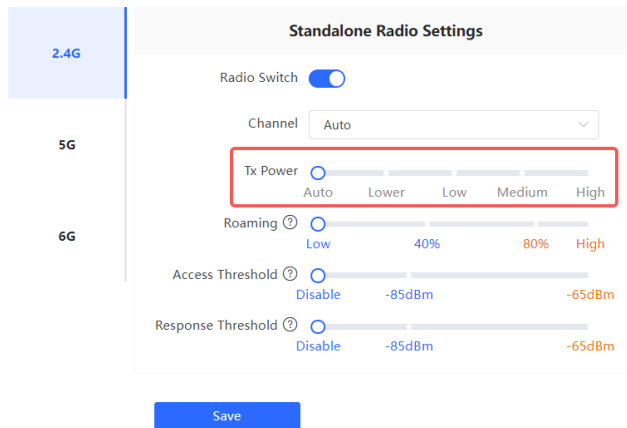 Standalone Radio Settings
2.4G
Radio Switch
Channel Auto
5G
Tx Power
Auto Lower Low Medium High
Roaming ?
6G
Low 40% 80% High
Access Threshold ?
Disable -85dBm -65dBm
Response Threshold ?
Disable -85dBm -65dBm
Save